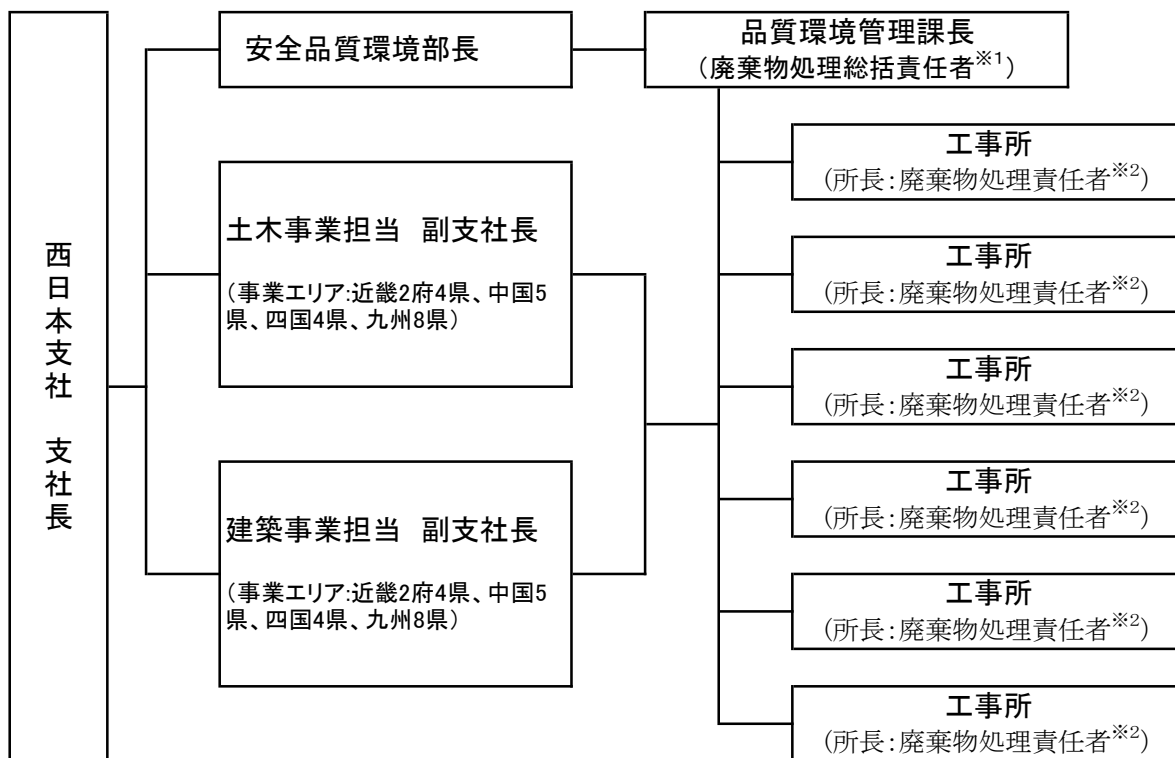 西日本支社　支社長
安全品質環境部長
品質環境管理課長
（廃棄物処理総括責任者※1）
土木事業担当　副支社長
（事業エリア:近畿2府4県、中国5
県、四国4県、九州8県）
建築事業担当　副支社長
（事業エリア:近畿2府4県、中国5
県、四国4県、九州8県）
工事所
（所長：廃棄物処理責任者※2）
工事所
（所長：廃棄物処理責任者※2）
工事所
（所長：廃棄物処理責任者※2）
工事所
（所長：廃棄物処理責任者※2）
工事所
（所長：廃棄物処理責任者※2）
工事所
（所長：廃棄物処理責任者※2）